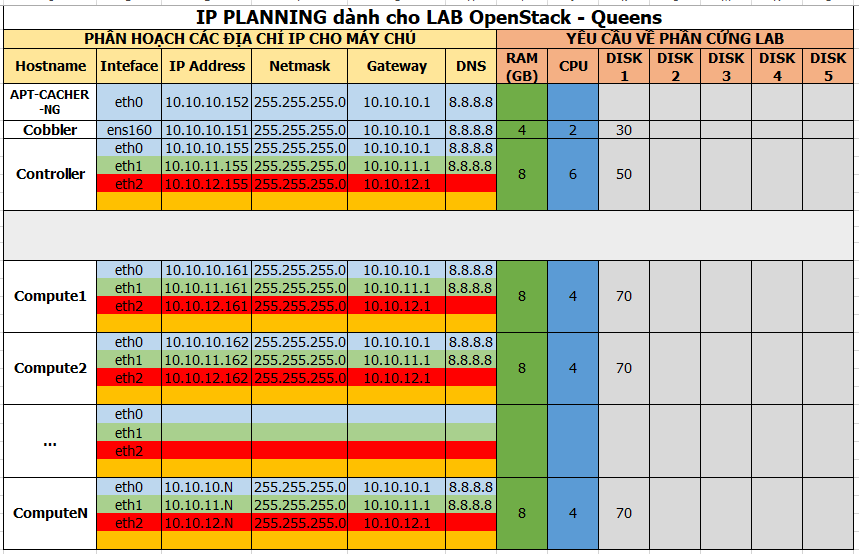 IP PLANNING dành cho LAB OpenStack - Queens
PHÂN HOẠCH CÁC ĐỊA CHỈ IP CHO MÁY CHỦ YÊU CẦU VỀ PHẦN CỨNG LAB
Hostname Inteface IP Address Netmask Gateway DNS RAM (GB) CPU DISK 1 DISK 2 DISK 3 DISK 4 DISK 5
APT-CACHER
-NG eth0 10.10.10.152 255.255.255.0 10.10.10.1 8.8.8.8
Cobbler ens160 10.10.10.151 255.255.255.0 10.10.10.1 8.8.8.8 4 2 30
Controller eth0 10.10.10.155 255.255.255.0 10.10.10.1 8.8.8.8 8 6 50
eth1 10.10.11.155 255.255.255.0 10.10.11.1 8.8.8.8
eth2 10.10.12.155 255.255.255.0 10.10.12.1
Compute1 eth0 10.10.10.161 255.255.255.0 10.10.10.1 8.8.8.8 8 4 70
eth1 10.10.11.161 255.255.255.0 10.10.11.1 8.8.8.8
eth2 10.10.12.161 255.255.255.0 10.10.12.1
Compute2 eth0 10.10.10.162 255.255.255.0 10.10.10.1 8.8.8.8 8 4 70
eth1 10.10.11.162 255.255.255.0 10.10.11.1 8.8.8.8
eth2 10.10.12.162 255.255.255.0 10.10.12.1
... eth0
eth1
eth2
ComputeN eth0 10.10.10.N 255.255.255.0 10.10.10.1 8.8.8.8 8 4 70
eth1 10.10.11.N 255.255.255.0 10.10.11.1 8.8.8.8
eth2 10.10.12.N 255.255.255.0 10.10.12.1